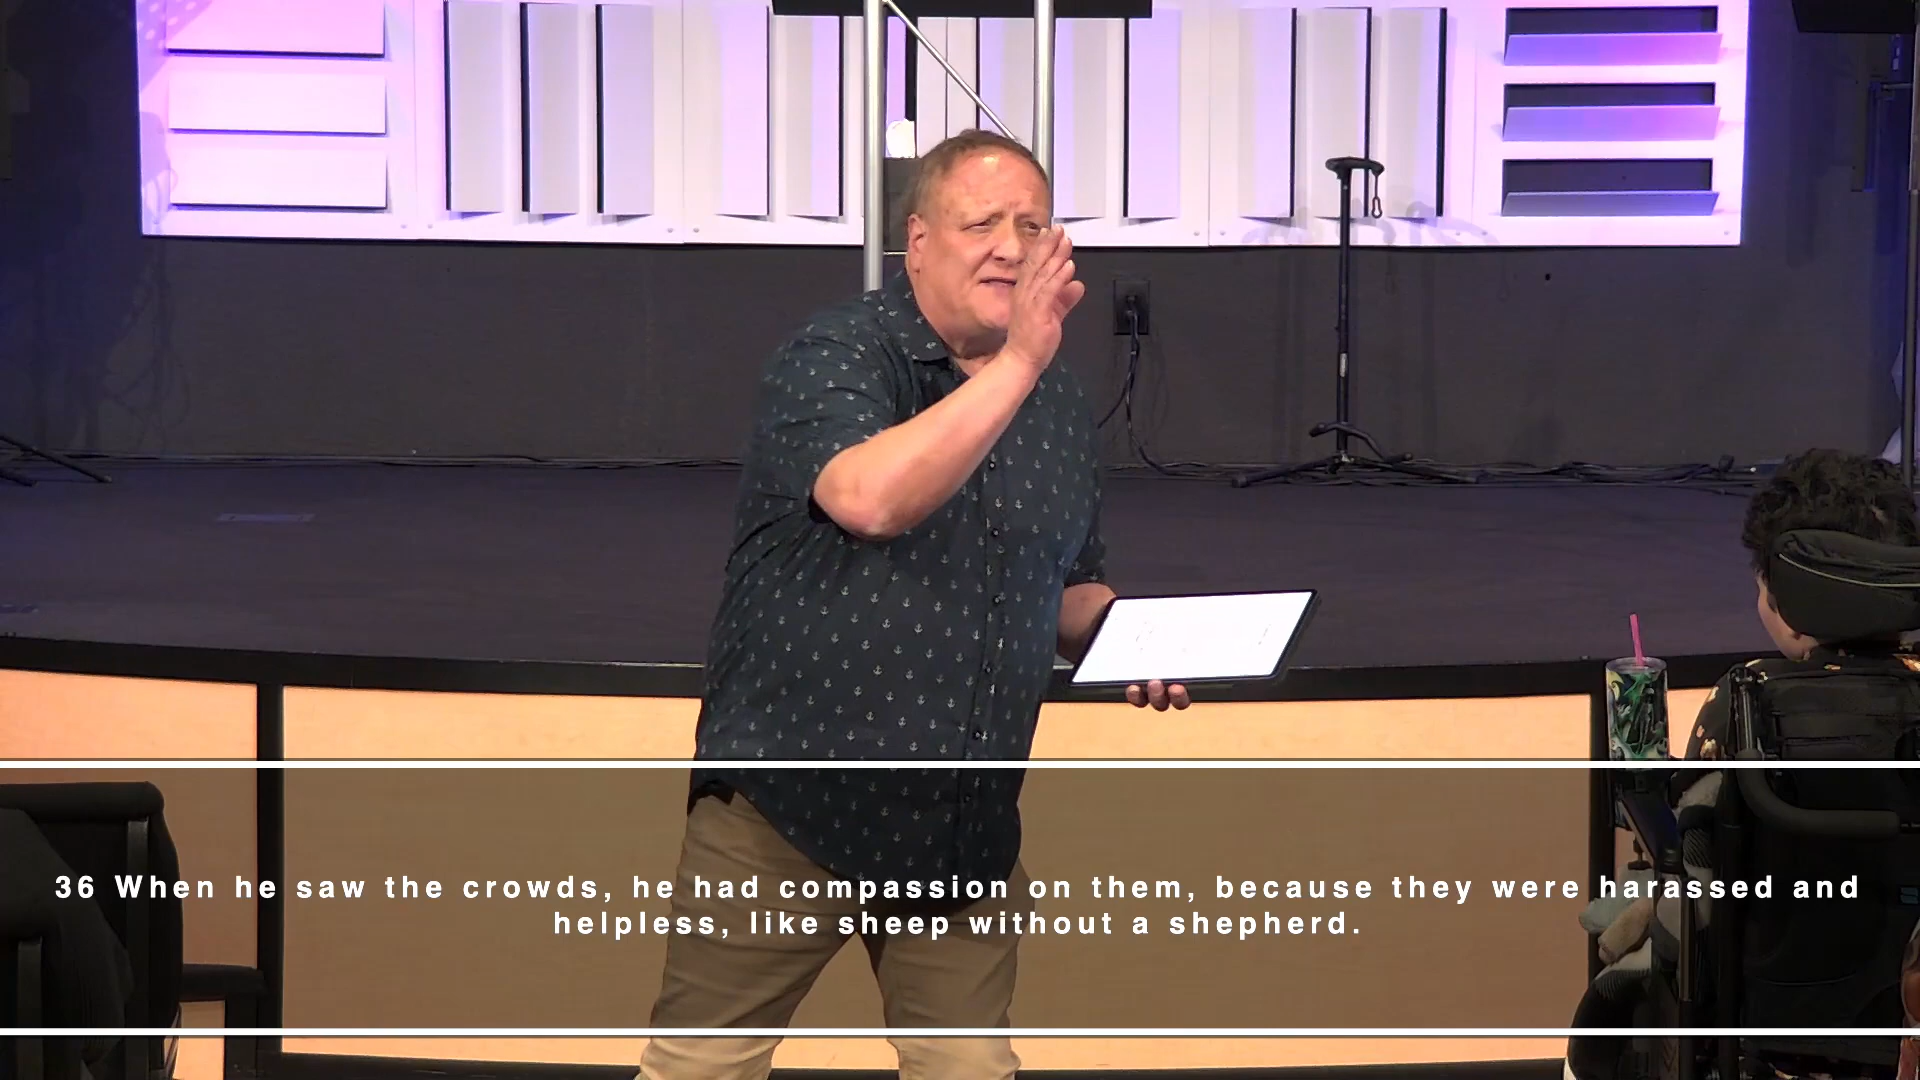 36 When he saw the crowds, he had compassion on them, because they were harassed and
helpless, like sheep without a shepherd.